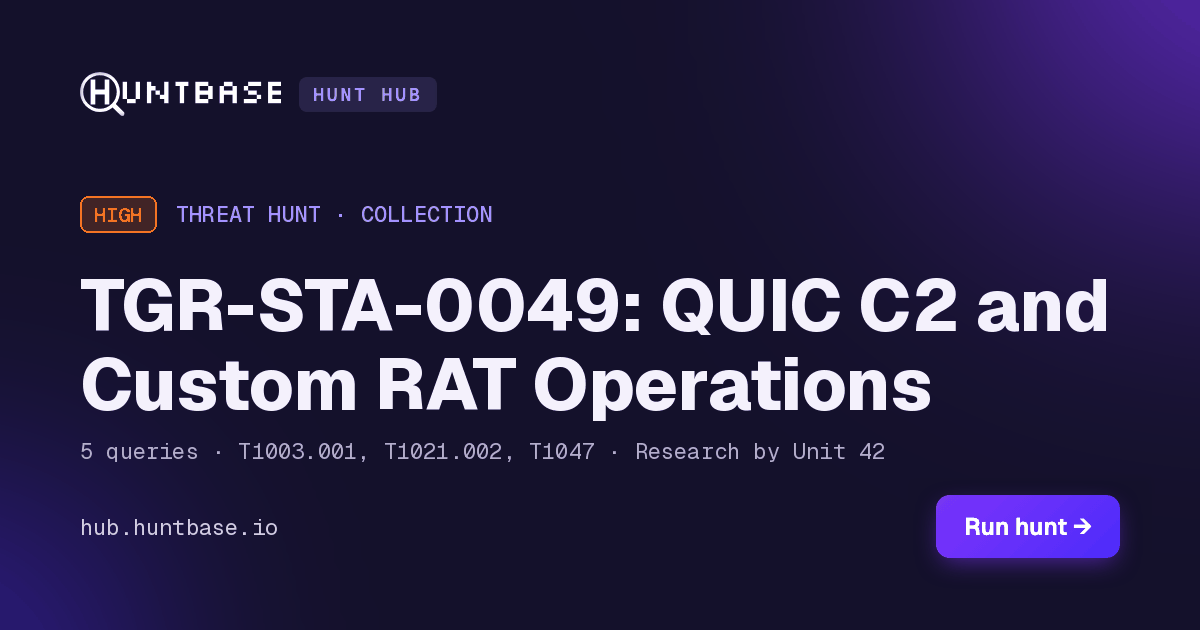 HUNTBASE HUNT HUB
HIGH THREAT HUNT · COLLECTION
TGR-STA-0049: QUIC C2 and
Custom RAT Operations
5 queries · T1003.001, T1021.002, T1047 · Research by Unit 42
hub.huntbase.io
Run hunt →